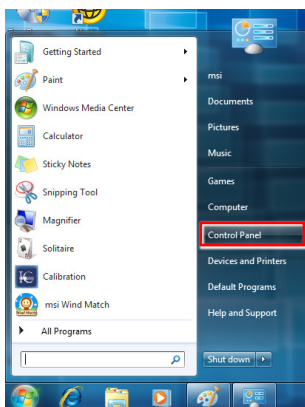 Getting Started
Paint
Windows Media Center
Calculator
Sticky Notes
Snipping Tool
Magnifier
Solitaire
Calibration
msi Wind Match
All Programs
msi
Documents
Pictures
Music
Games
Computer
Control Panel
Devices and Printers
Default Programs
Help and Support
Shut down